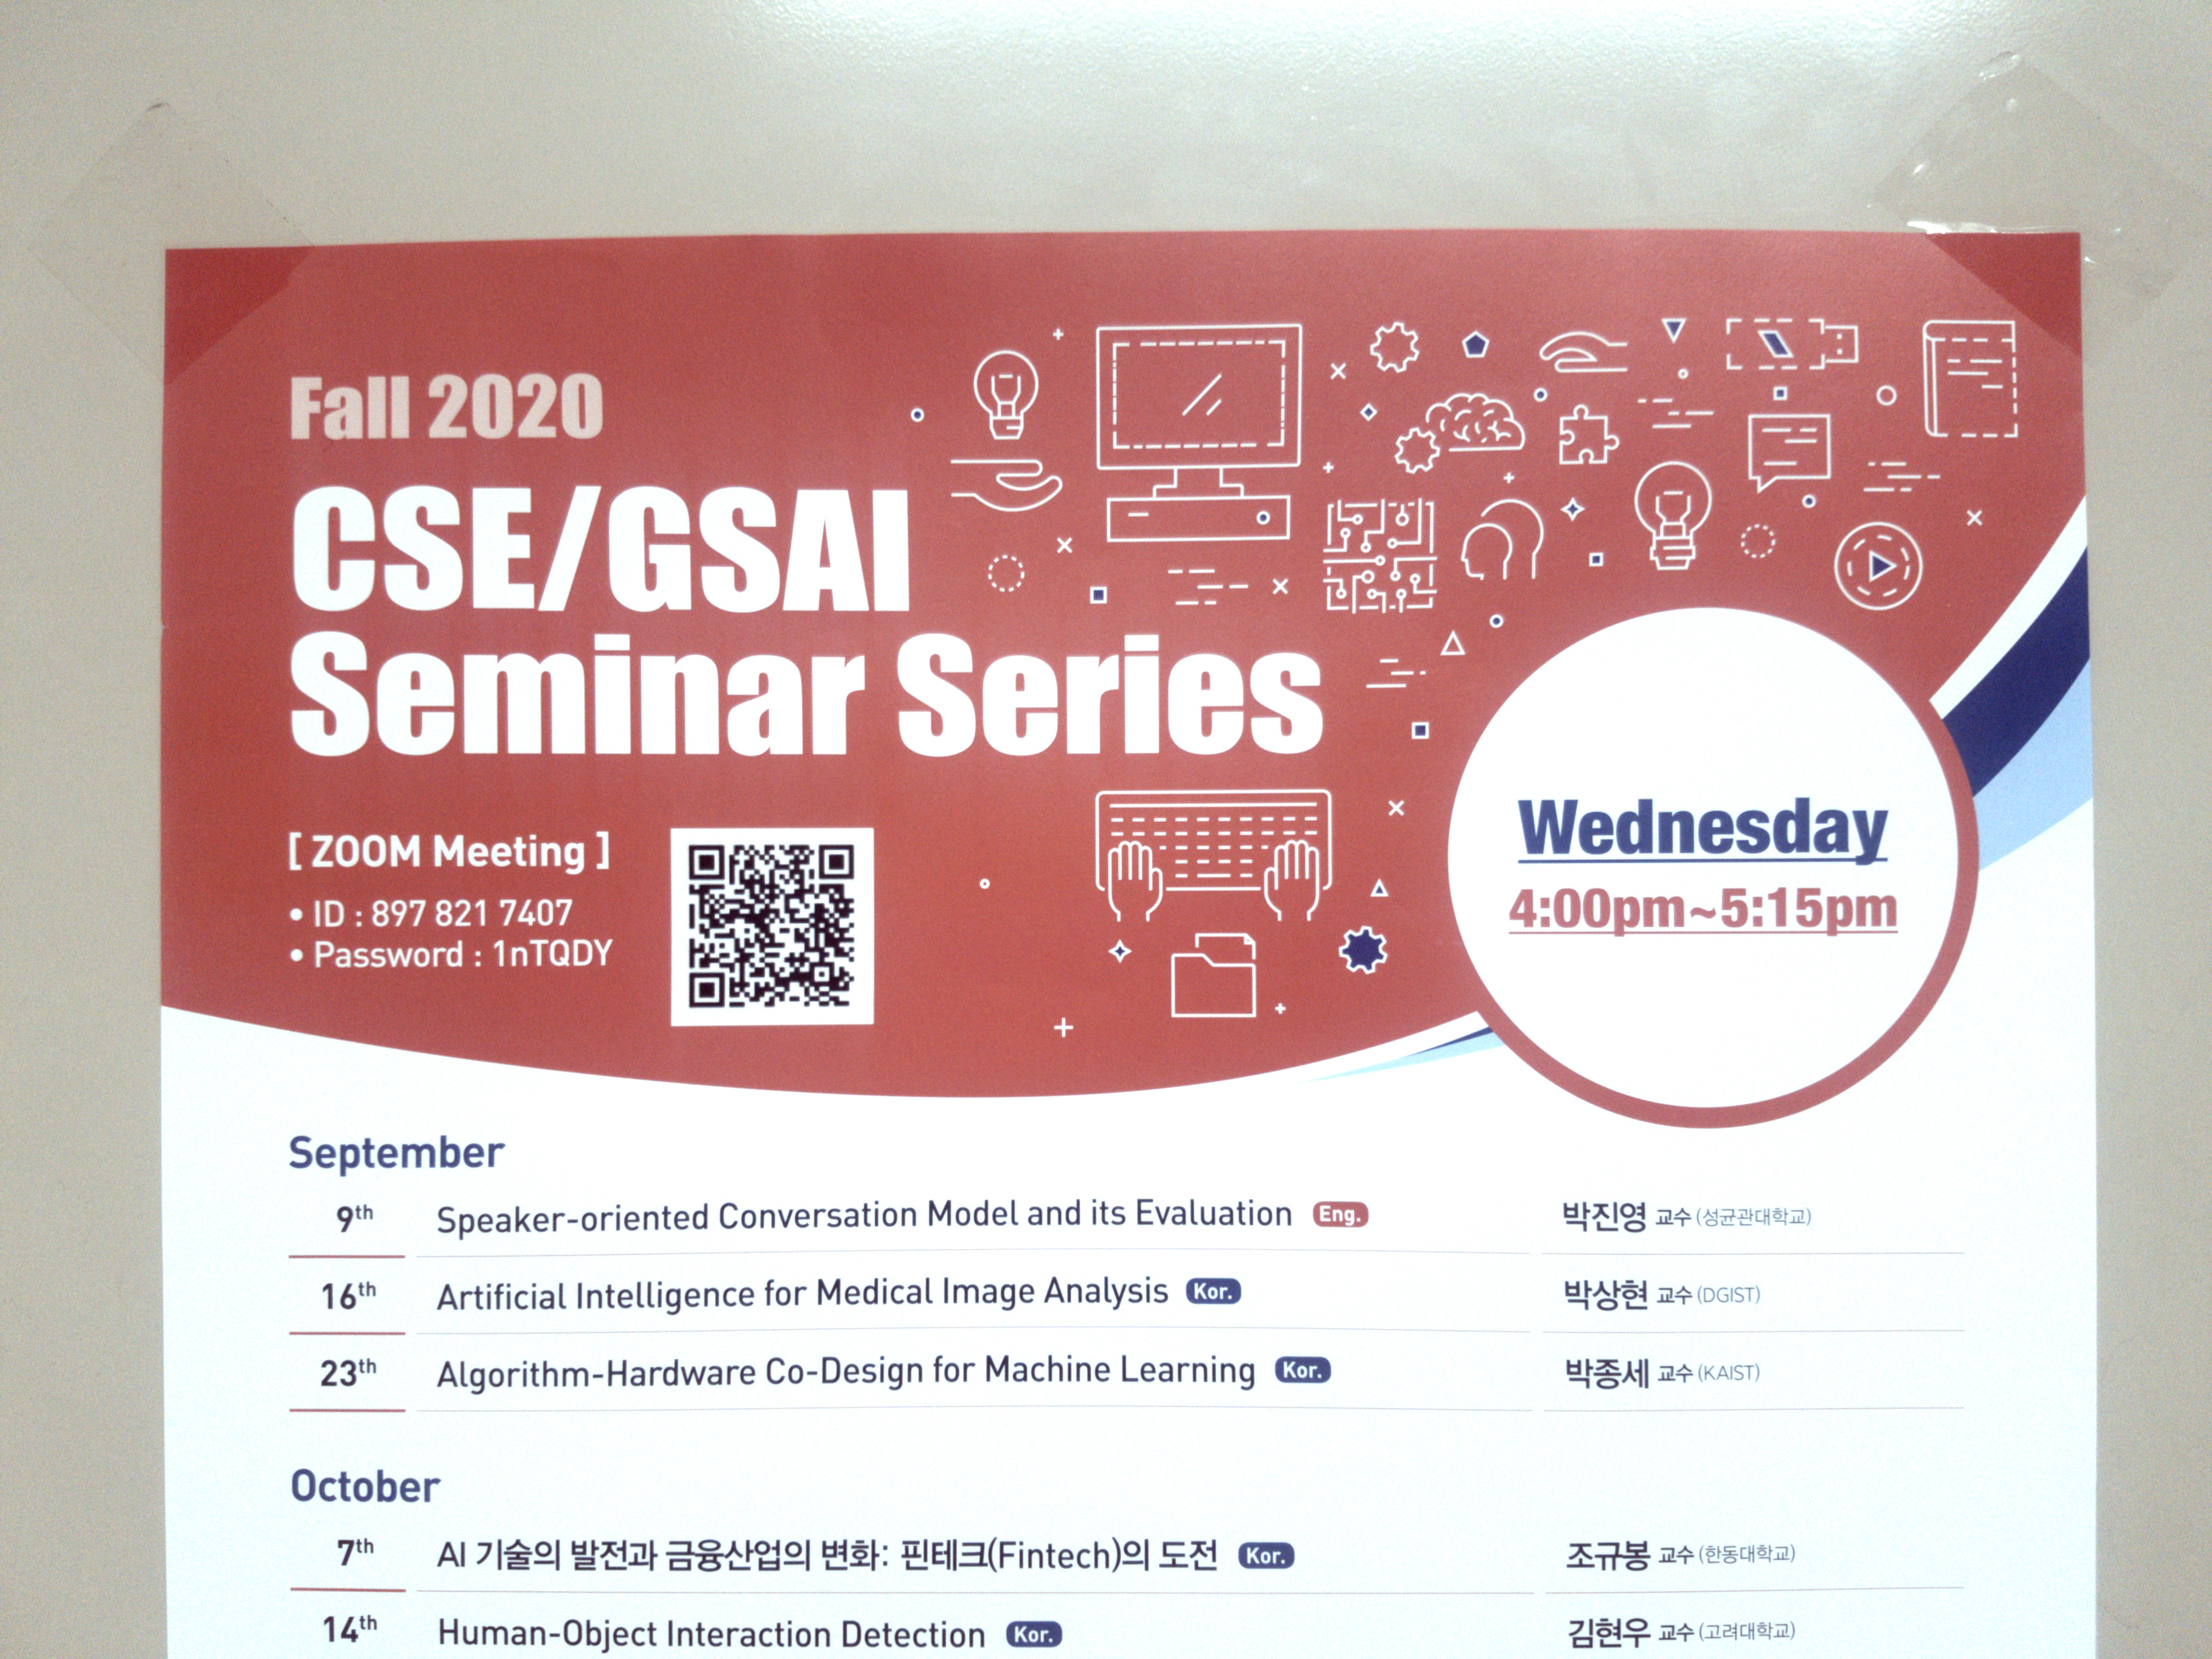 Fall 2020
CSE/GSAI
Seminar Series
[ ZOOM Meeting ]
• ID : 897 821 7407
• Password : 1nTQDY
Wednesday
4:00pm~5:15pm
September
9th Speaker-oriented Conversation Model and its Evaluation Eng. 박진영 교수 (성균관대학교)
16th Artificial Intelligence for Medical Image Analysis Kor. 박상현 교수 (DGIST)
23th Algorithm-Hardware Co-Design for Machine Learning Kor. 박종세 교수 (KAIST)
October
7th AI 기술의 발전과 금융산업의 변화: 핀테크(Fintech)의 도전 Kor. 조규봉 교수 (한동대학교)
14th Human-Object Interaction Detection Kor. 김현우 교수 (고려대학교)